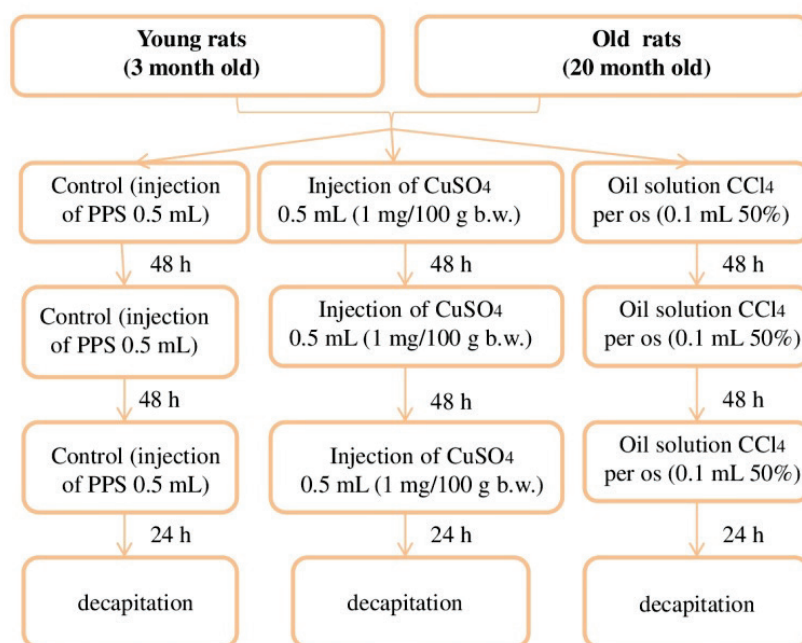 Young rats
(3 month old)
Old rats
(20 month old)
Control (injection
of PPS 0.5 mL)
Injection of CuSO4
0.5 mL (1 mg/100 g b.w.)
Oil solution CCl4
per os (0.1 mL 50%)
48 h
48 h
48 h
Control (injection
of PPS 0.5 mL)
Injection of CuSO4
0.5 mL (1 mg/100 g b.w.)
Oil solution CCl4
per os (0.1 mL 50%)
48 h
48 h
48 h
Control (injection
of PPS 0.5 mL)
Injection of CuSO4
0.5 mL (1 mg/100 g b.w.)
Oil solution CCl4
per os (0.1 mL 50%)
24 h
24 h
24 h
decapitation
decapitation
decapitation